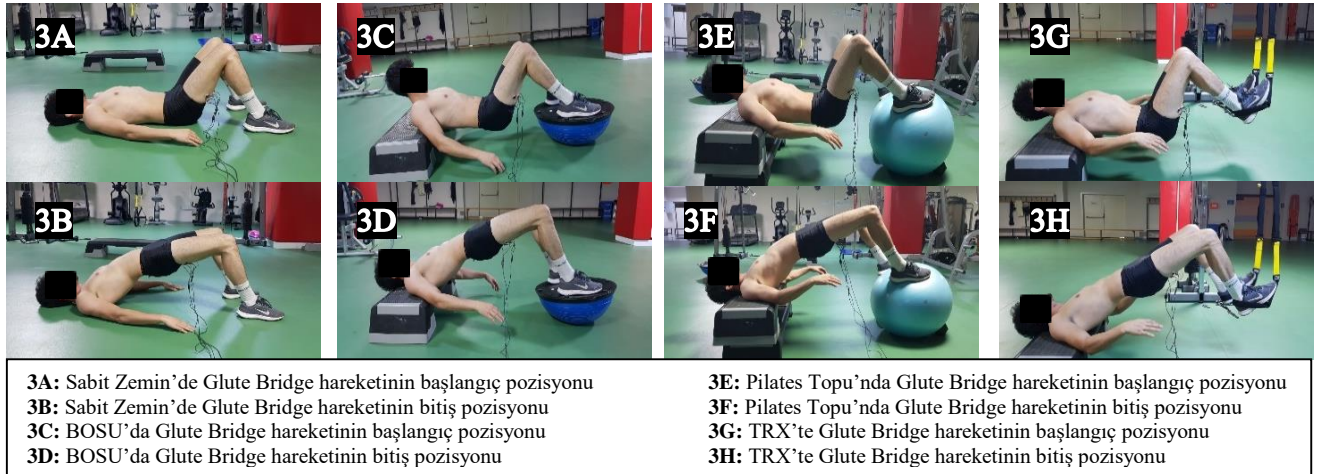 3A
3C
3E
3G
3B
3D
3F
3H
3A: Sabit Zemin’de Glute Bridge hareketinin başlangıç pozisyonu
3B: Sabit Zemin’de Glute Bridge hareketinin bitiş pozisyonu
3C: BOSU’da Glute Bridge hareketinin başlangıç pozisyonu
3D: BOSU’da Glute Bridge hareketinin bitiş pozisyonu
3E: Pilates Topu’nda Glute Bridge hareketinin başlangıç pozisyonu
3F: Pilates Topu’nda Glute Bridge hareketinin bitiş pozisyonu
3G: TRX’te Glute Bridge hareketinin başlangıç pozisyonu
3H: TRX’te Glute Bridge hareketinin bitiş pozisyonu